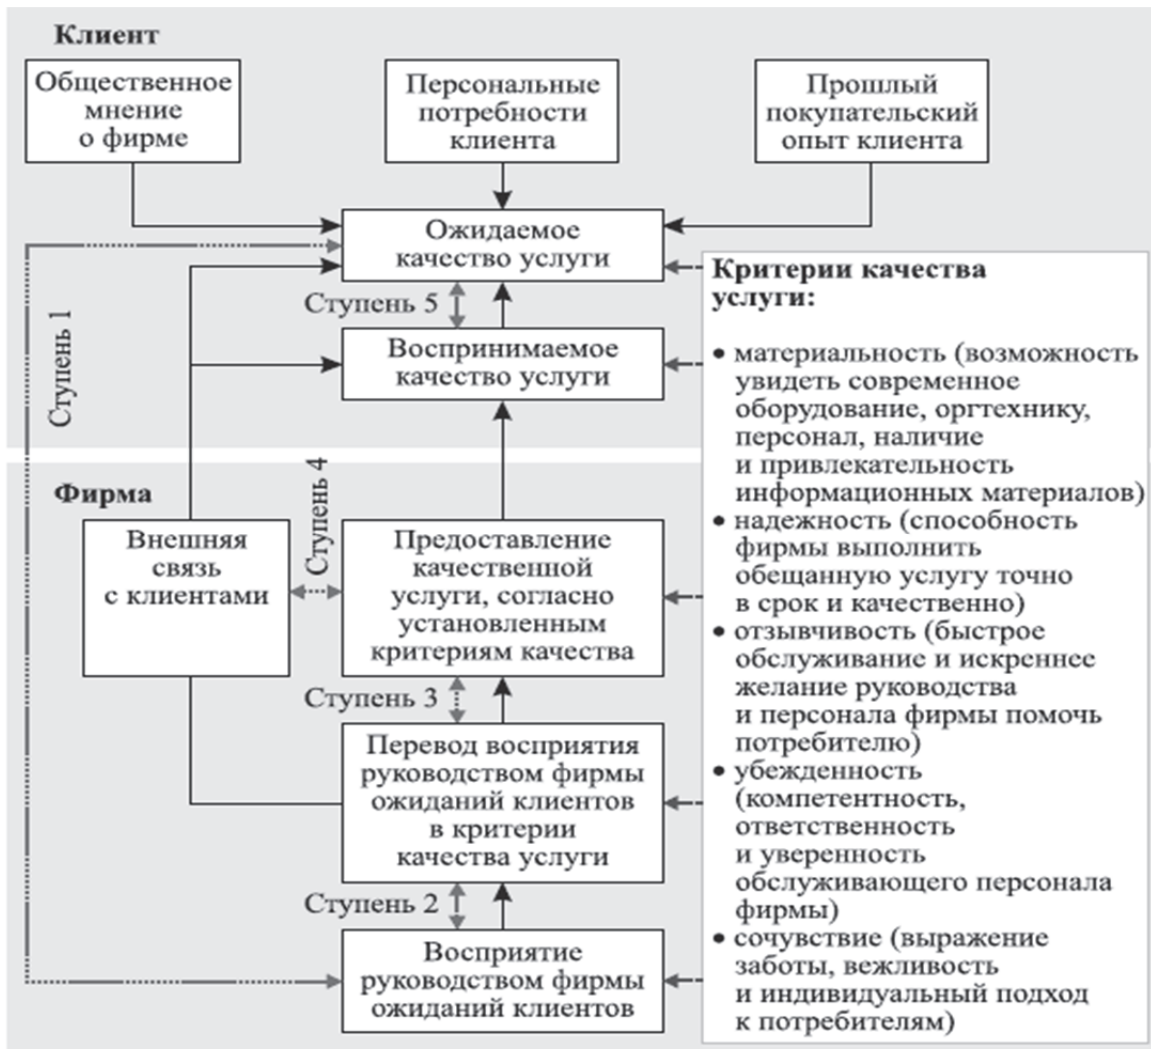 Клиент
Общественное
мнение
о фирме
Персональные
потребности
клиента
Прошлый
покупательский
опыт клиента
Ожидаемое
качество услуги
Ступень 5
Воспринимаемое
качество услуги
Ступень 1
Фирма
Внешняя
связь
с клиентами
Ступень 4
Предоставление
качественной
услуги, согласно
установленным
критериям качества
Ступень 3
Перевод восприятия
руководством фирмы
ожиданий клиентов
в критерии
качества услуги
Ступень 2
Восприятие
руководством фирмы
ожиданий клиентов
Критерии качества
услуги:
• материальность (возможность
увидеть современное
оборудование, оргтехнику,
персонал, наличие
и привлекательность
информационных материалов)
• надежность (способность
фирмы выполнить
обещанную услугу точно
в срок и качественно)
• отзывчивость (быстрое
обслуживание и искреннее
желание руководства
и персонала фирмы помочь
потребителю)
• убежденность
(компетентность,
ответственность
и уверенность
обслуживающего персонала
фирмы)
• сочувствие (выражение
заботы, вежливость
и индивидуальный подход
к потребителям)